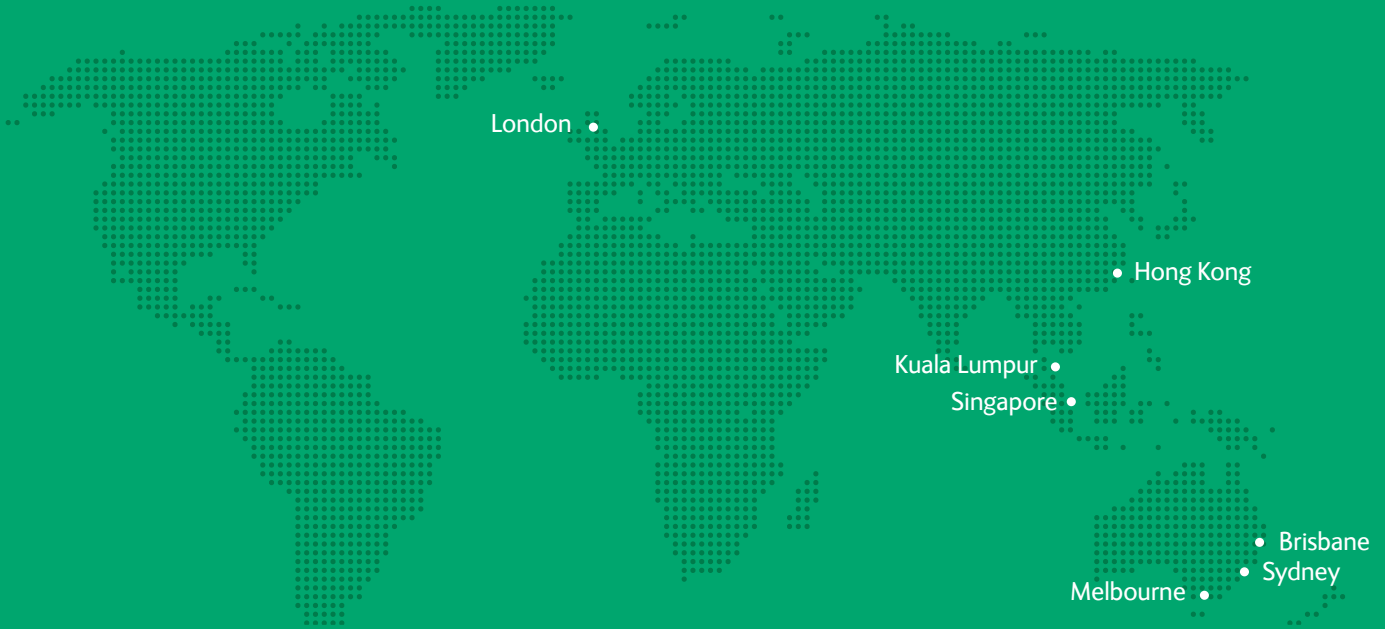 London
Hong Kong
Kuala Lumpur
Singapore
Brisbane
Sydney
Melbourne